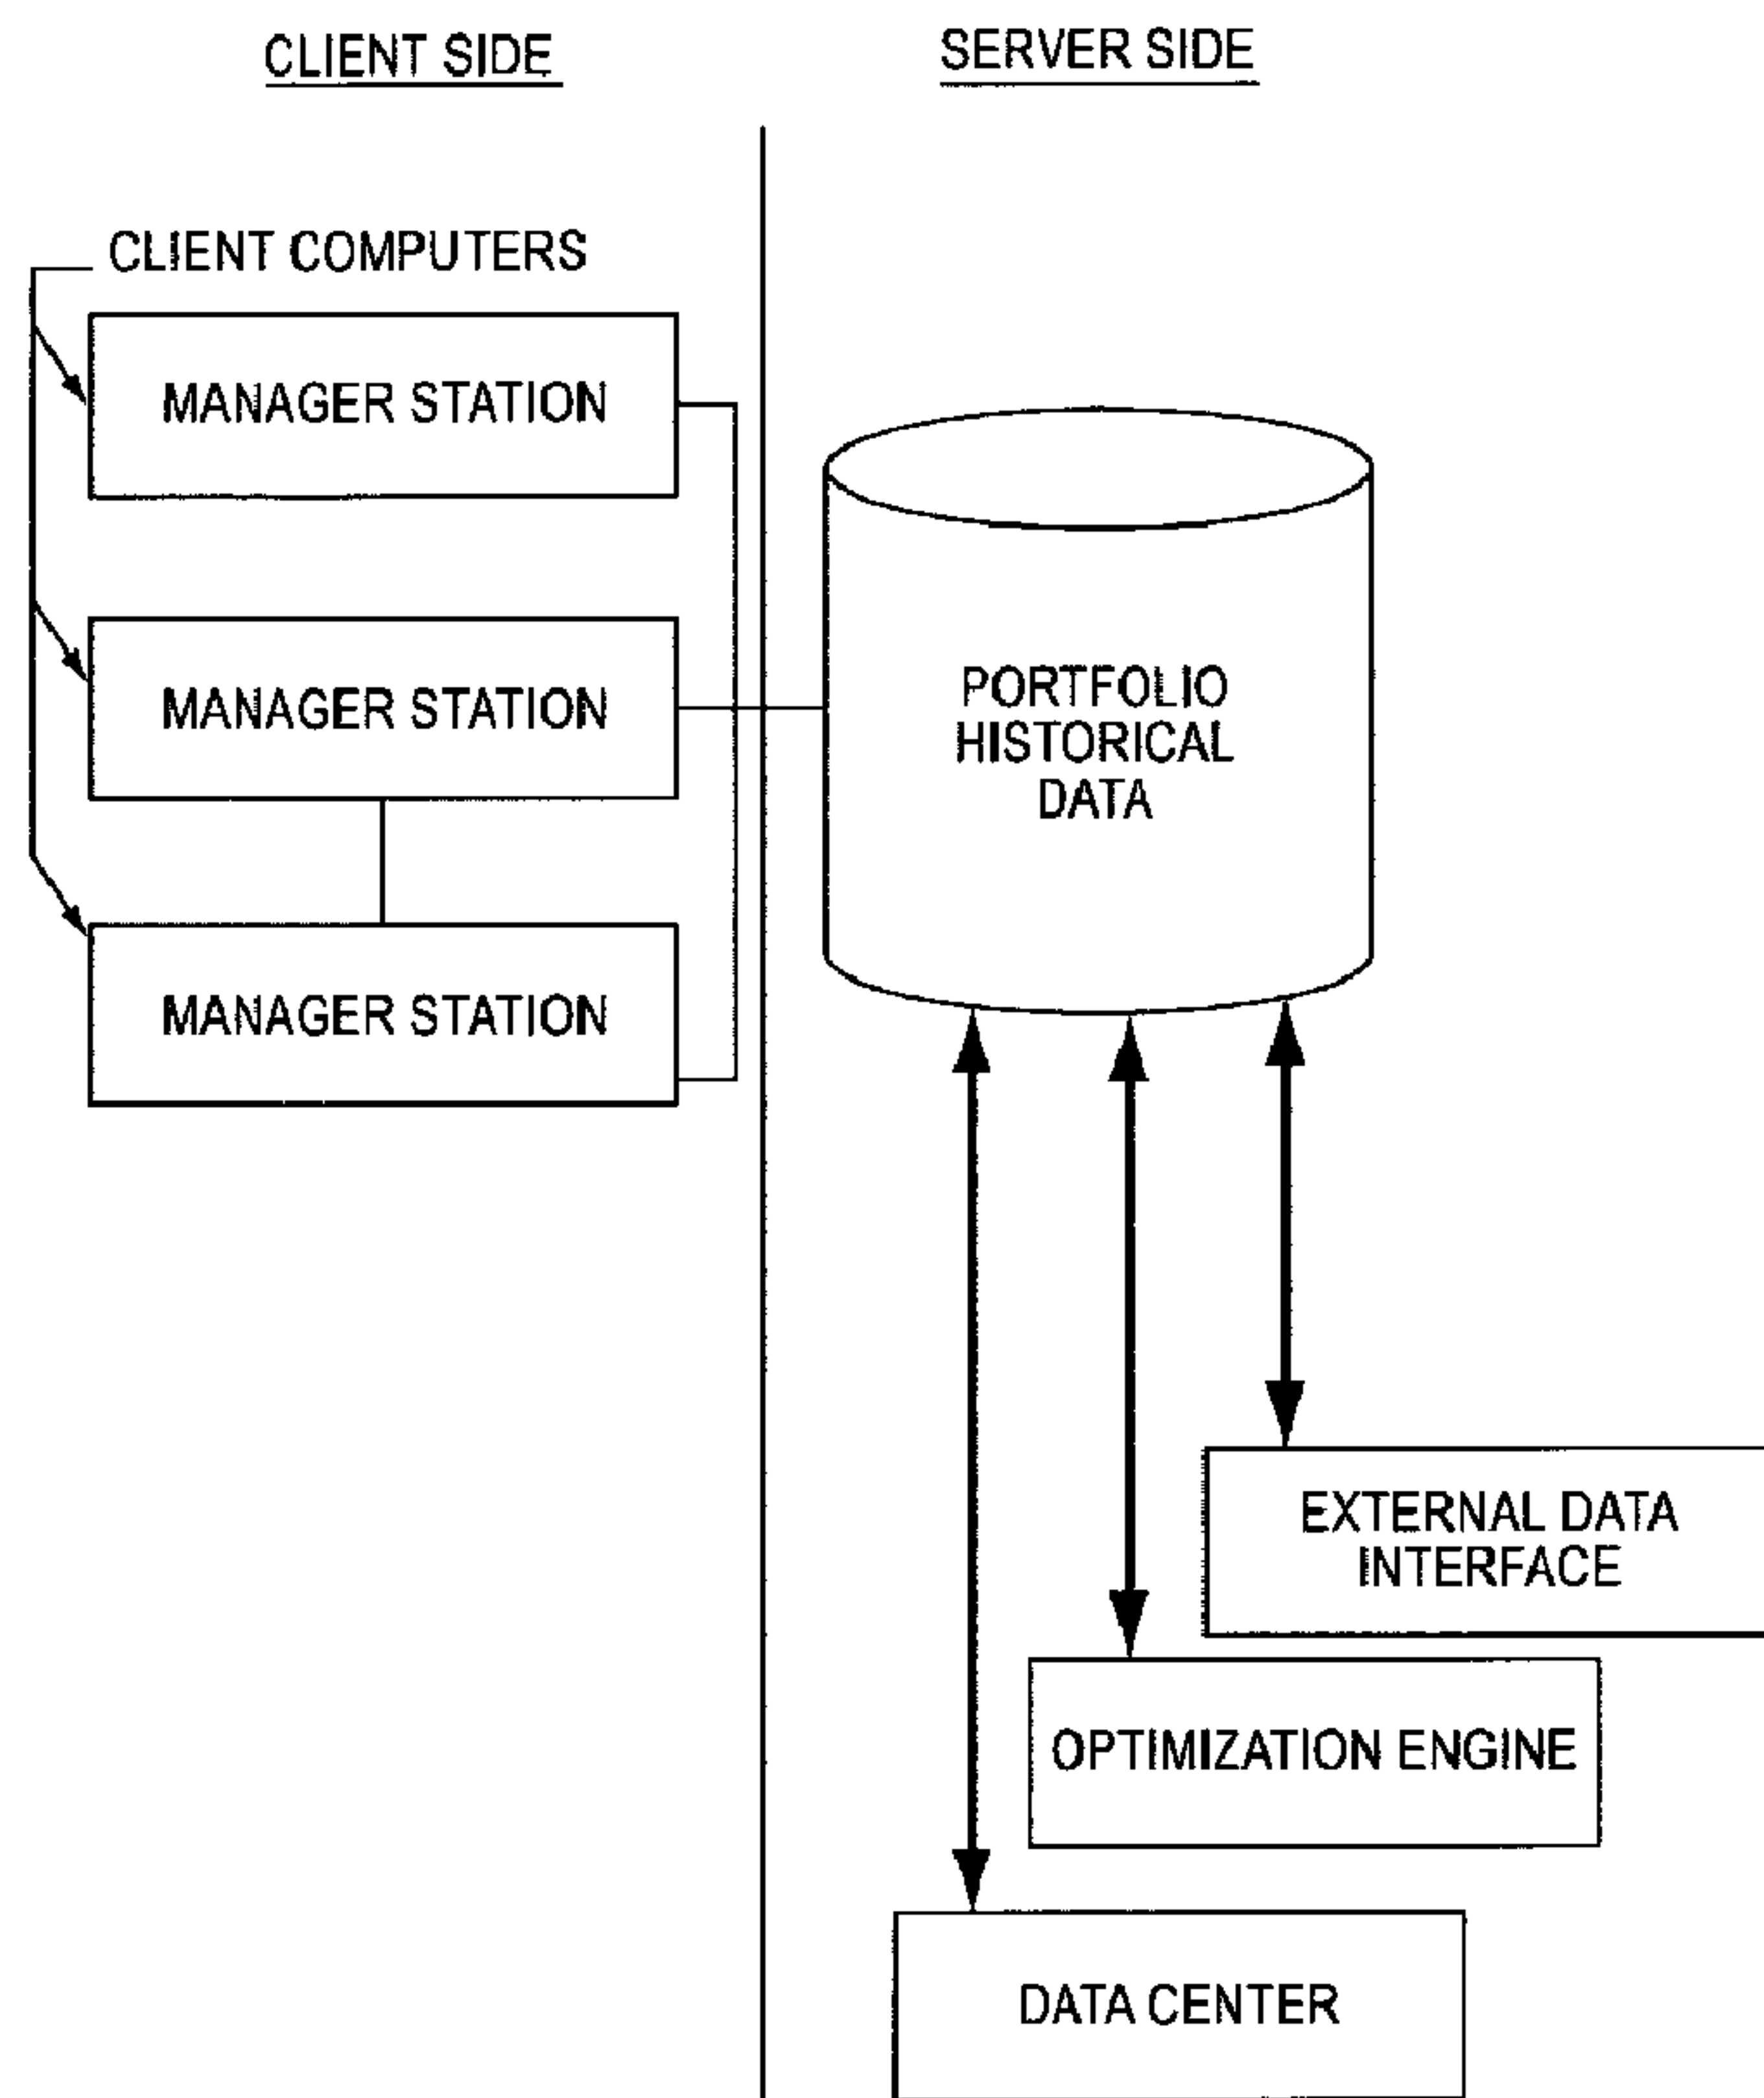 CLIENT SIDE
SERVER SIDE
CLIENT COMPUTERS
MANAGER STATION
MANAGER STATION
MANAGER STATION
PORTFOLIO
HISTORICAL
DATA
EXTERNAL DATA
INTERFACE
OPTIMIZATION ENGINE
DATA CENTER